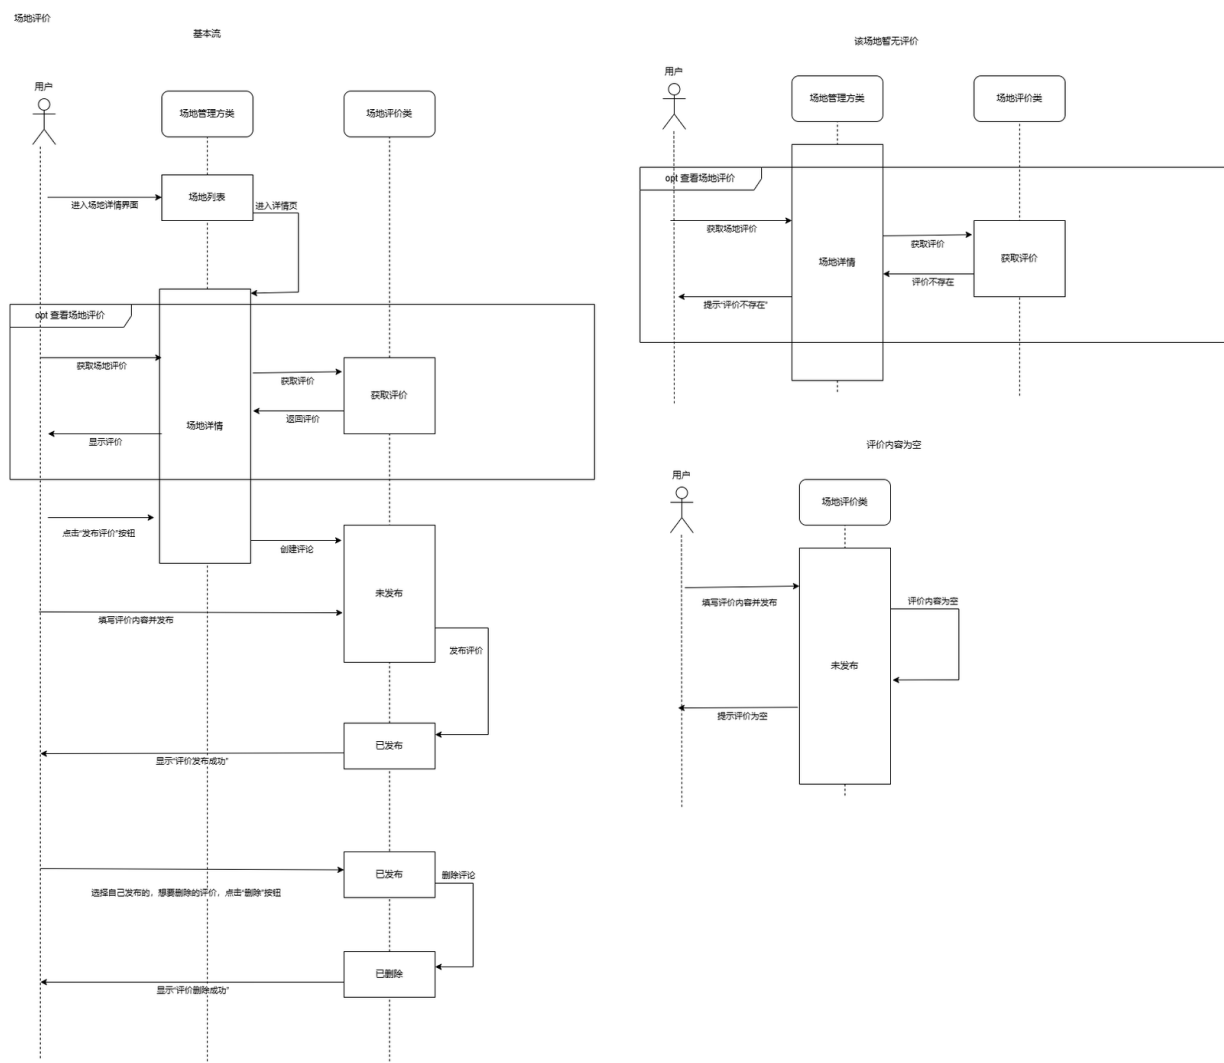 场地评价
基本流
用户
场地管理方类
场地评价类
进入场地详情界面
场地列表
进入详情页
opt 查看场地评价
获取场地评价
场地详情
获取评价
获取评价
返回评价
显示评价
点击“发布评价”按钮
创建评论
未发布
填写评价内容并发布
发布评价
已发布
显示“评价发布成功”
已发布
删除评论
选择自己发布的，想要删除的评价，点击“删除”按钮
已删除
显示“评价删除成功”
该场地暂无评价
用户
场地管理方类
场地评价类
opt 查看场地评价
获取场地评价
场地详情
获取评价
获取评价
评价不存在
提示“评价不存在”
评价内容为空
用户
场地评价类
填写评价内容并发布
评价内容为空
未发布
提示评价为空